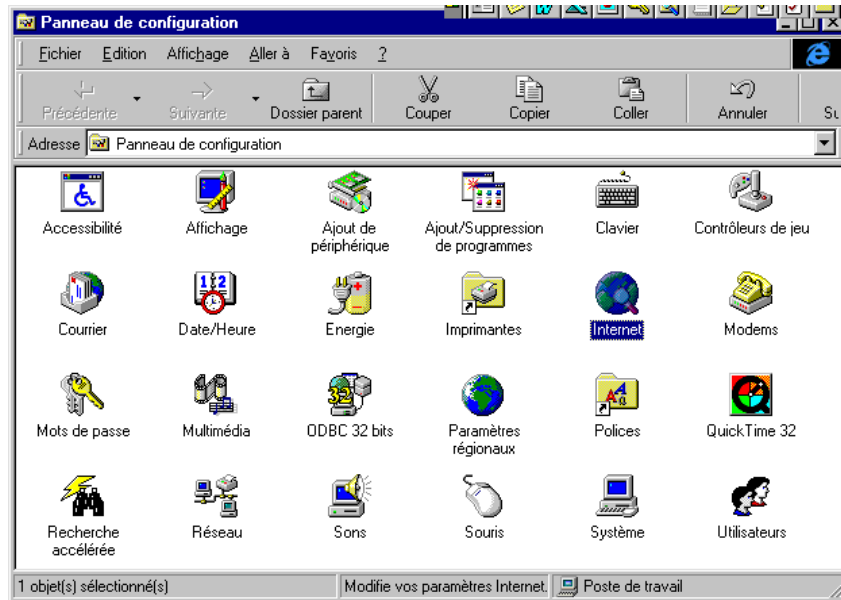 Panneau de configuration
Fichier Edition Affichage Aller à Favoris ?
Précédente Suivante Dossier parent Couper Copier Coller Annuler
Adresse Panneau de configuration
Accessibilité Affichage Ajout de périphérique Ajout/Suppression de programmes Clavier Contrôleurs de jeu
Courrier Date/Heure Energie Imprimantes Internet Modems
Mots de passe Multimédia ODBC 32 bits Paramètres régionaux Polices QuickTime 32
Recherche accélérée Réseau Sons Souris Système Utilisateurs
1 objet(s) sélectionné(s) Modifie vos paramètres Internet. Poste de travail